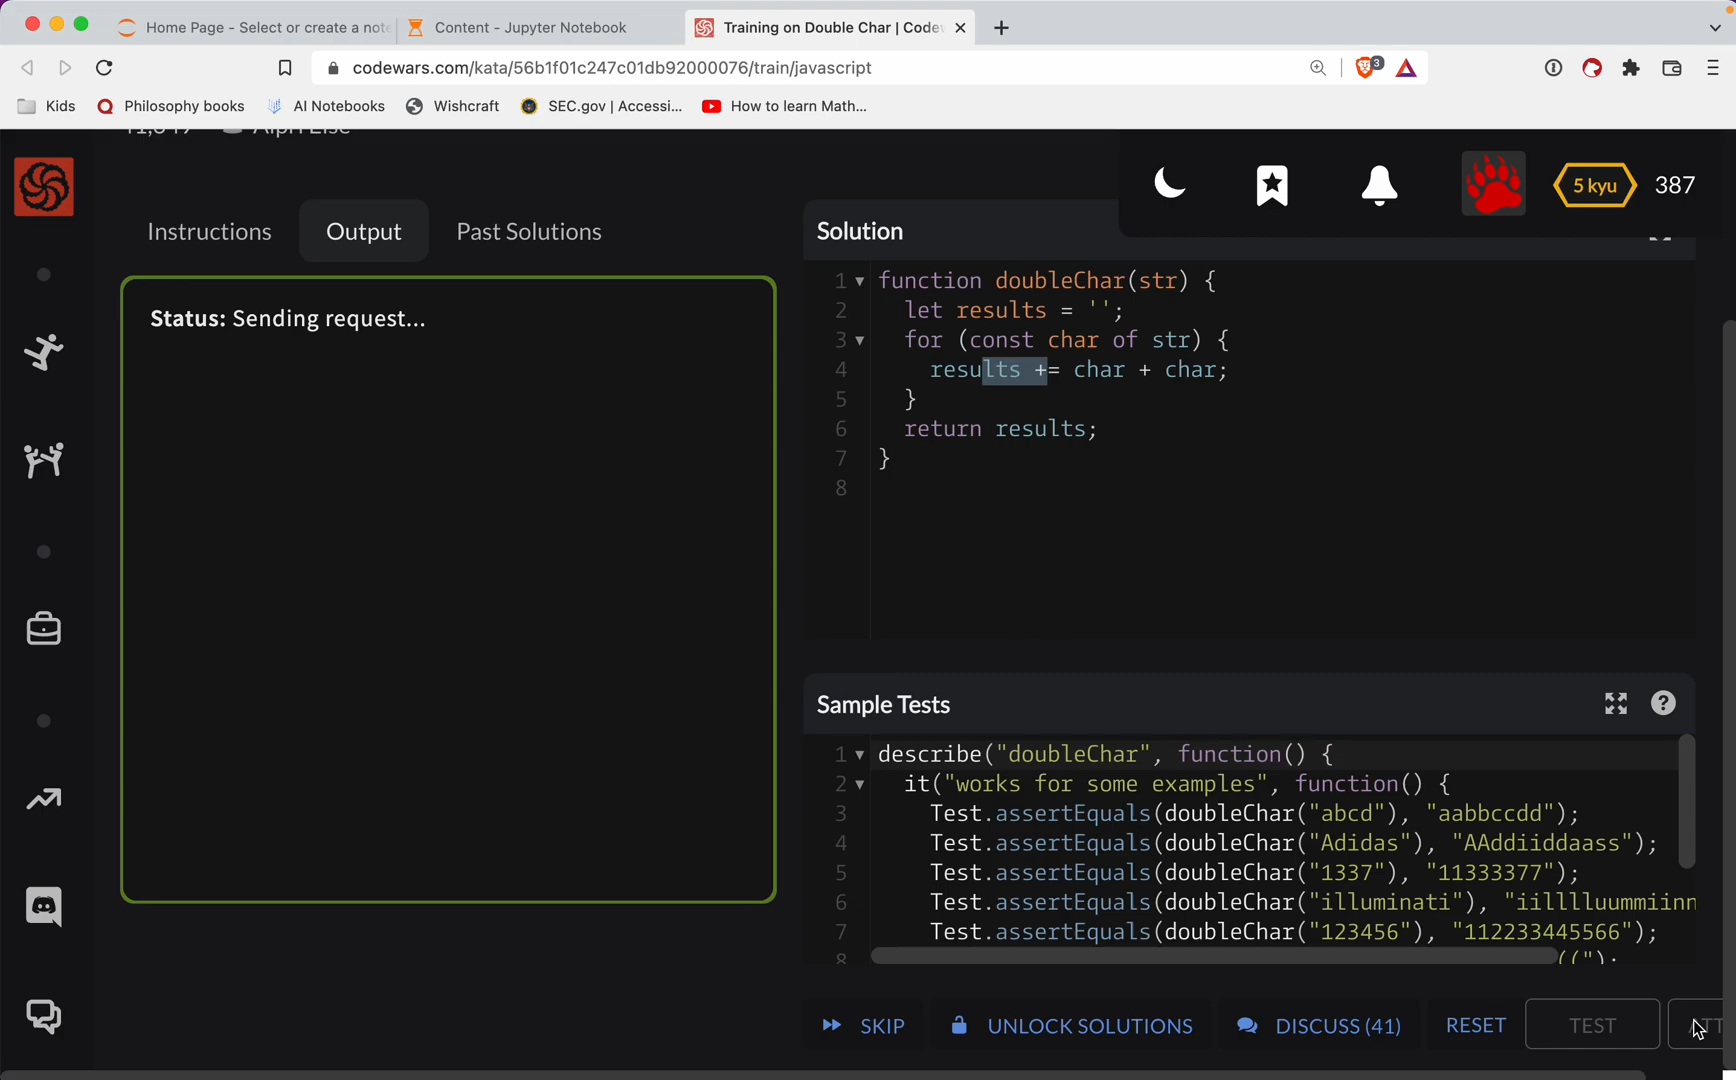 Home Page - Select or create a note
Content - Jupyter Notebook
Training on Double Char | Codew
codewars.com/kata/56b1f01c247c01db92000076/train/javascript
3
Kids
Philosophy books
AI Notebooks
Wishcraft
SEC.gov | Accessi...
How to learn Math...
5 kyu
387
Instructions
Output
Past Solutions
Status: Sending request...
Solution
1 function doubleChar(str) {
2 let results = '';
3 for (const char of str) {
4 results += char + char;
5 }
6 return results;
7 }
8
Sample Tests
1 describe("doubleChar", function() {
2 it("works for some examples", function() {
3 Test.assertEquals(doubleChar("abcd"), "aabbccdd");
4 Test.assertEquals(doubleChar("Adidas"), "AAddiiddaass");
5 Test.assertEquals(doubleChar("1337"), "11333377");
6 Test.assertEquals(doubleChar("illuminati"), "iilllluummiinn
7 Test.assertEquals(doubleChar("123456"), "112233445566");
8 ((");
SKIP
UNLOCK SOLUTIONS
DISCUSS (41)
RESET
TEST